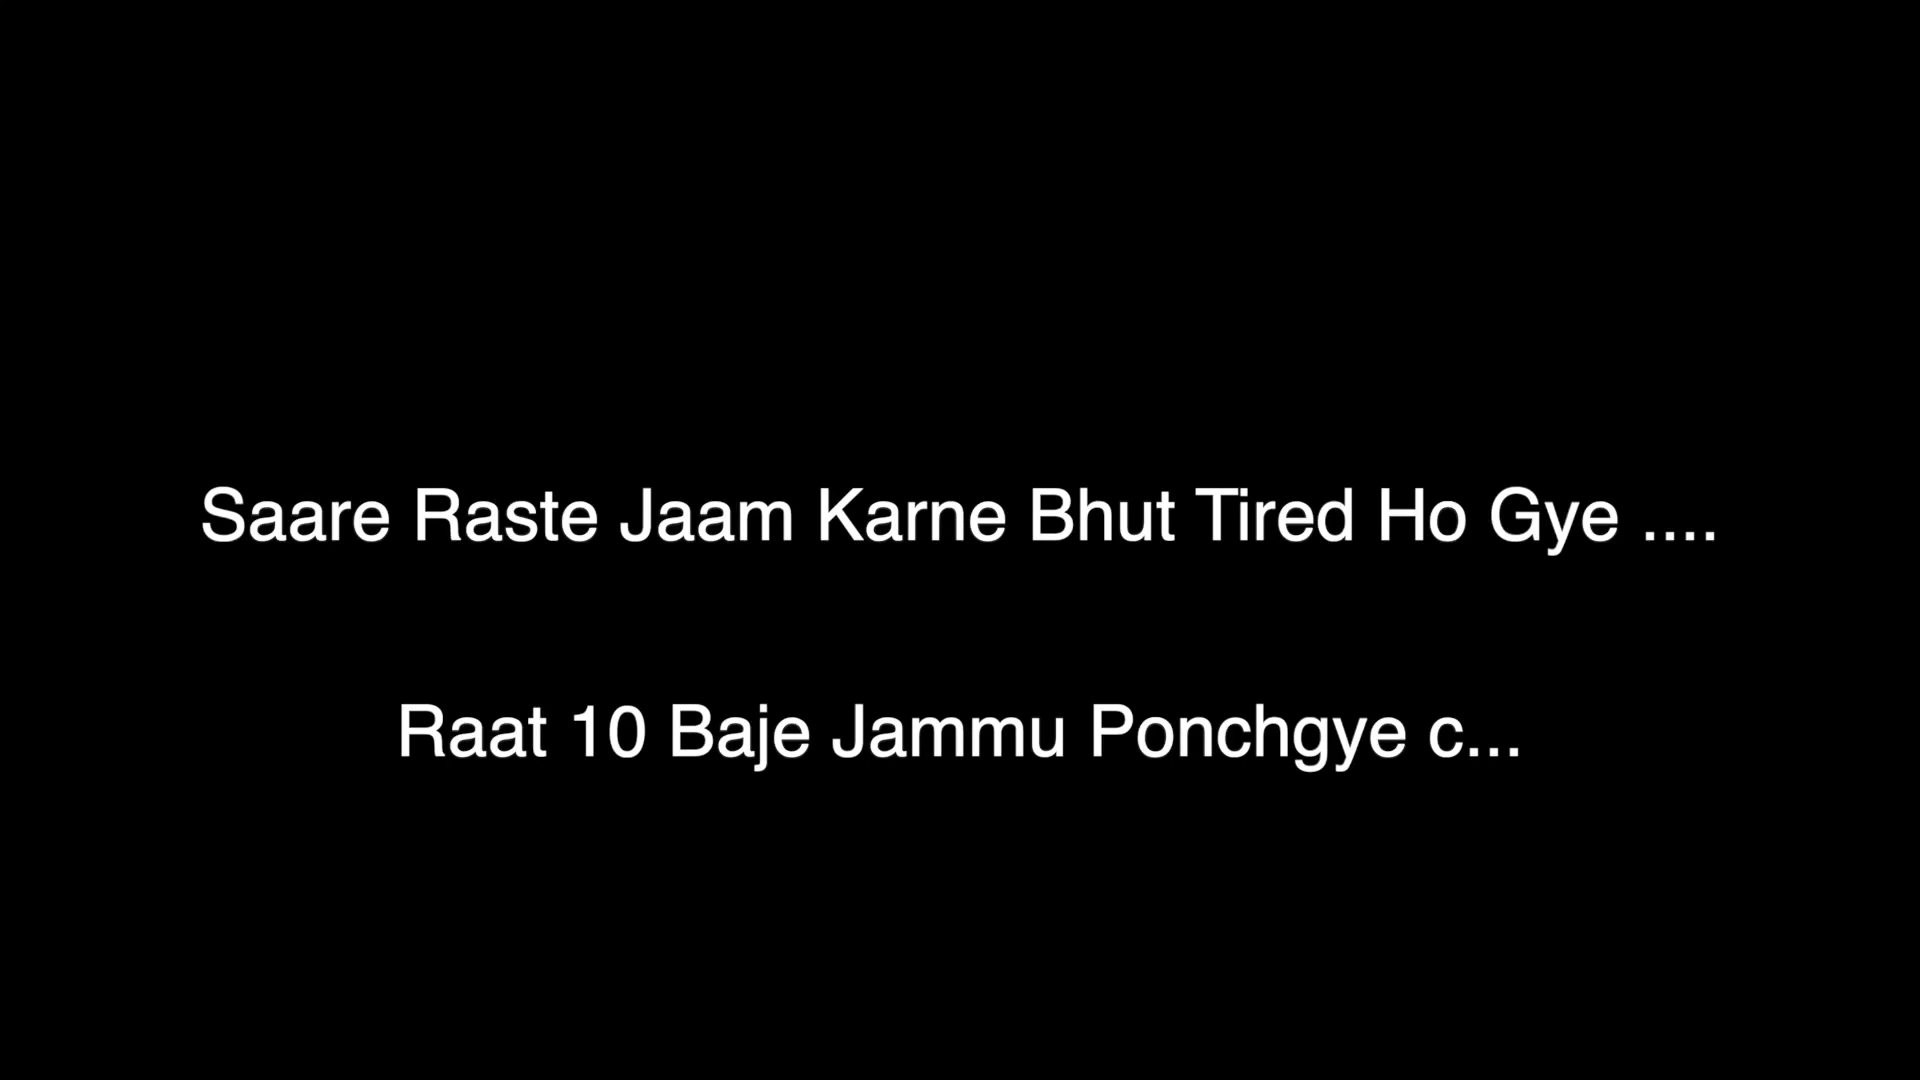 Saare Raste Jaam Karne Bhut Tired Ho Gye ....
Raat 10 Baje Jammu Ponchgye c...